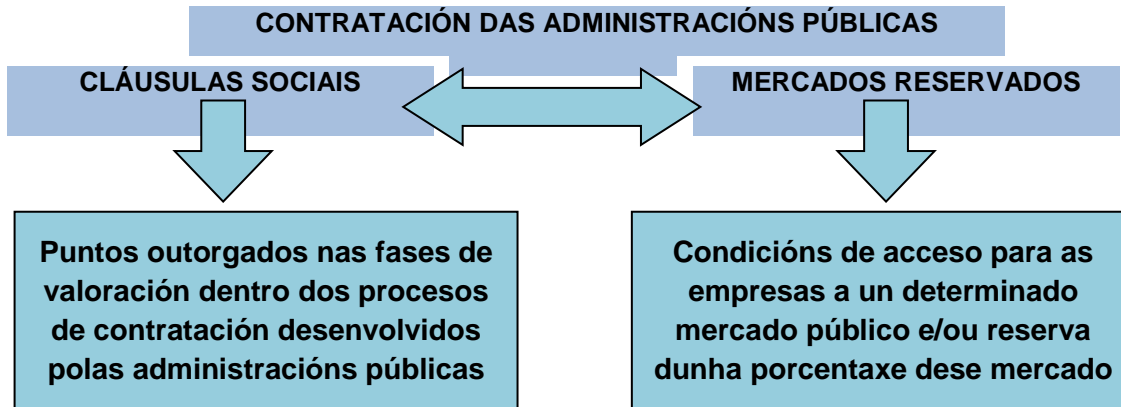 CONTRATACIÓN DAS ADMINISTRACIÓNS PÚBLICAS
CLÁUSULAS SOCIAIS
MERCADOS RESERVADOS
Puntos outorgados nas fases de
valoración dentro dos procesos
de contratación desenvolvidos
polas administracións públicas
Condicións de acceso para as
empresas a un determinado
mercado público e/ou reserva
dunha porcentaxe dese mercado